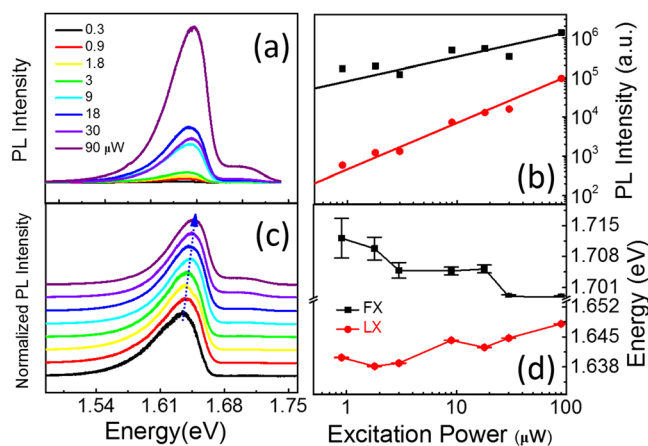 (a)
PL Intensity
0.3
0.9
1.8
3
9
18
30
90 μW
(b)
PL Intensity (a.u.)
10^6
10^5
10^4
10^3
10^2
(c)
Normalized PL Intensity
1.54 1.61 1.68 1.75
Energy(eV)
(d)
FX
LX
1.715
1.708
1.701
1.652
1.645
1.638
Energy (eV)
1 10 100
Excitation Power (μW)